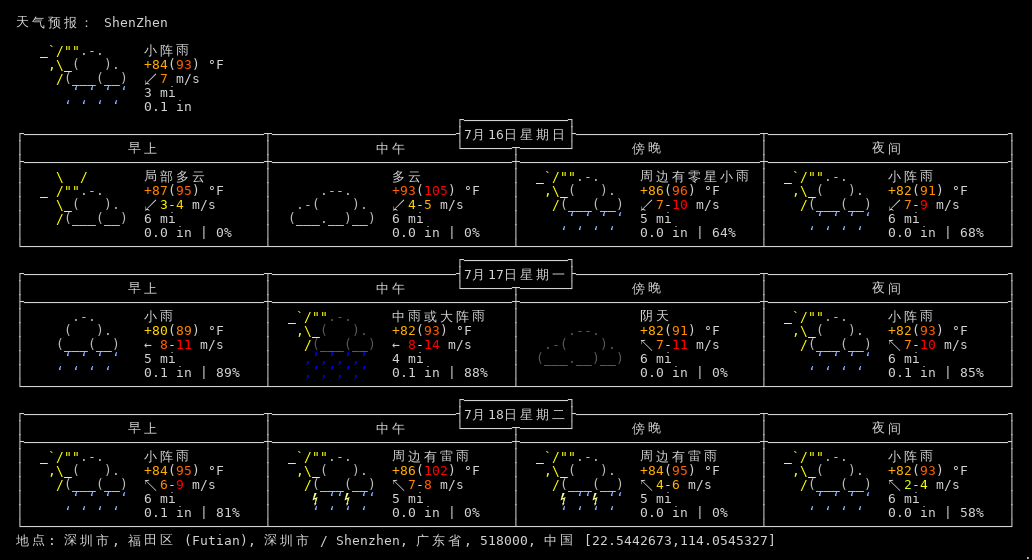 天气预报： ShenZhen
小阵雨
+84(93) °F
↙ 7 m/s
3 mi
0.1 in
7月16日星期日
早上 中午 傍晚 夜间
局部多云 多云 周边有零星小雨 小阵雨
+87(95) °F +93(105) °F +86(96) °F +82(91) °F
↙ 3-4 m/s ↙ 4-5 m/s ↙ 7-10 m/s ↙ 7-9 m/s
6 mi 6 mi 5 mi 6 mi
0.0 in | 0% 0.0 in | 0% 0.0 in | 64% 0.0 in | 68%
7月17日星期一
早上 中午 傍晚 夜间
小雨 中雨或大阵雨 阴天 小阵雨
+80(89) °F +82(93) °F +82(91) °F +82(93) °F
← 8-11 m/s ← 8-14 m/s ↖ 7-11 m/s ↖ 7-10 m/s
5 mi 4 mi 6 mi 6 mi
0.1 in | 89% 0.1 in | 88% 0.0 in | 0% 0.1 in | 85%
7月18日星期二
早上 中午 傍晚 夜间
小阵雨 周边有雷雨 周边有雷雨 小阵雨
+84(95) °F +86(102) °F +84(95) °F +82(93) °F
↖ 6-9 m/s ↖ 7-8 m/s ↖ 4-6 m/s ↖ 2-4 m/s
6 mi 5 mi 5 mi 6 mi
0.1 in | 81% 0.0 in | 0% 0.0 in | 0% 0.0 in | 58%
地点: 深圳市, 福田区 (Futian), 深圳市 / Shenzhen, 广东省, 518000, 中国 [22.5442673,114.0545327]